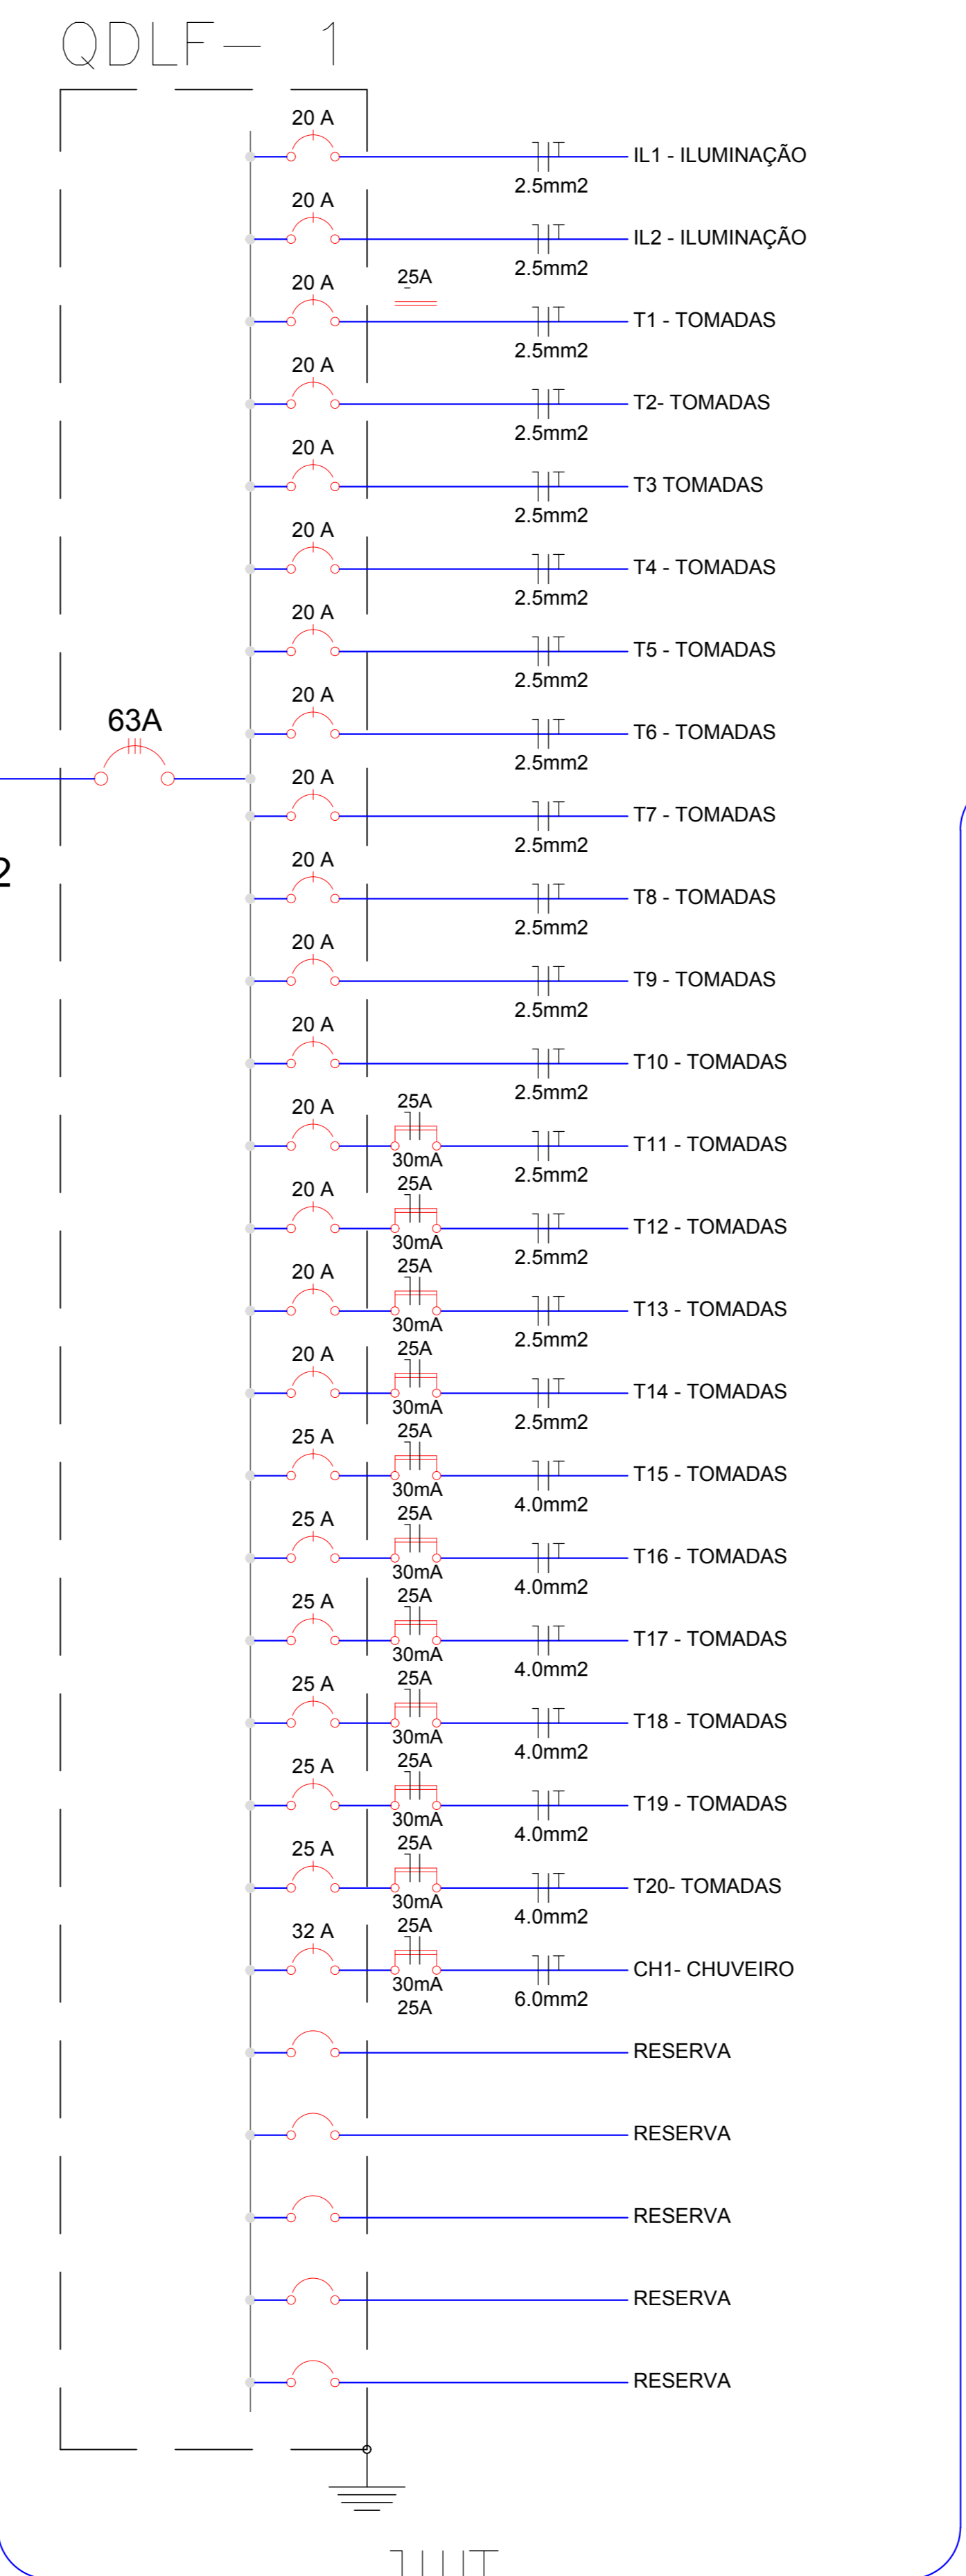 QDLF- 1
20 A
IL1 - ILUMINAÇÃO
2.5mm2
20 A
IL2 - ILUMINAÇÃO
2.5mm2
25A
20 A
T1 - TOMADAS
2.5mm2
20 A
T2- TOMADAS
2.5mm2
20 A
T3 TOMADAS
2.5mm2
20 A
T4 - TOMADAS
2.5mm2
20 A
T5 - TOMADAS
2.5mm2
20 A
T6 - TOMADAS
2.5mm2
63A
20 A
T7 - TOMADAS
2.5mm2
2
20 A
T8 - TOMADAS
2.5mm2
20 A
T9 - TOMADAS
2.5mm2
20 A
T10 - TOMADAS
2.5mm2
20 A
25A
T11 - TOMADAS
30mA
2.5mm2
20 A
25A
T12 - TOMADAS
30mA
2.5mm2
20 A
25A
T13 - TOMADAS
30mA
2.5mm2
20 A
25A
T14 - TOMADAS
30mA
2.5mm2
25 A
25A
T15 - TOMADAS
30mA
4.0mm2
25 A
25A
T16 - TOMADAS
30mA
4.0mm2
25 A
25A
T17 - TOMADAS
30mA
4.0mm2
25 A
25A
T18 - TOMADAS
30mA
4.0mm2
25 A
25A
T19 - TOMADAS
30mA
4.0mm2
25 A
25A
T20- TOMADAS
30mA
4.0mm2
32 A
25A
CH1- CHUVEIRO
30mA
6.0mm2
25A
RESERVA
RESERVA
RESERVA
RESERVA
RESERVA